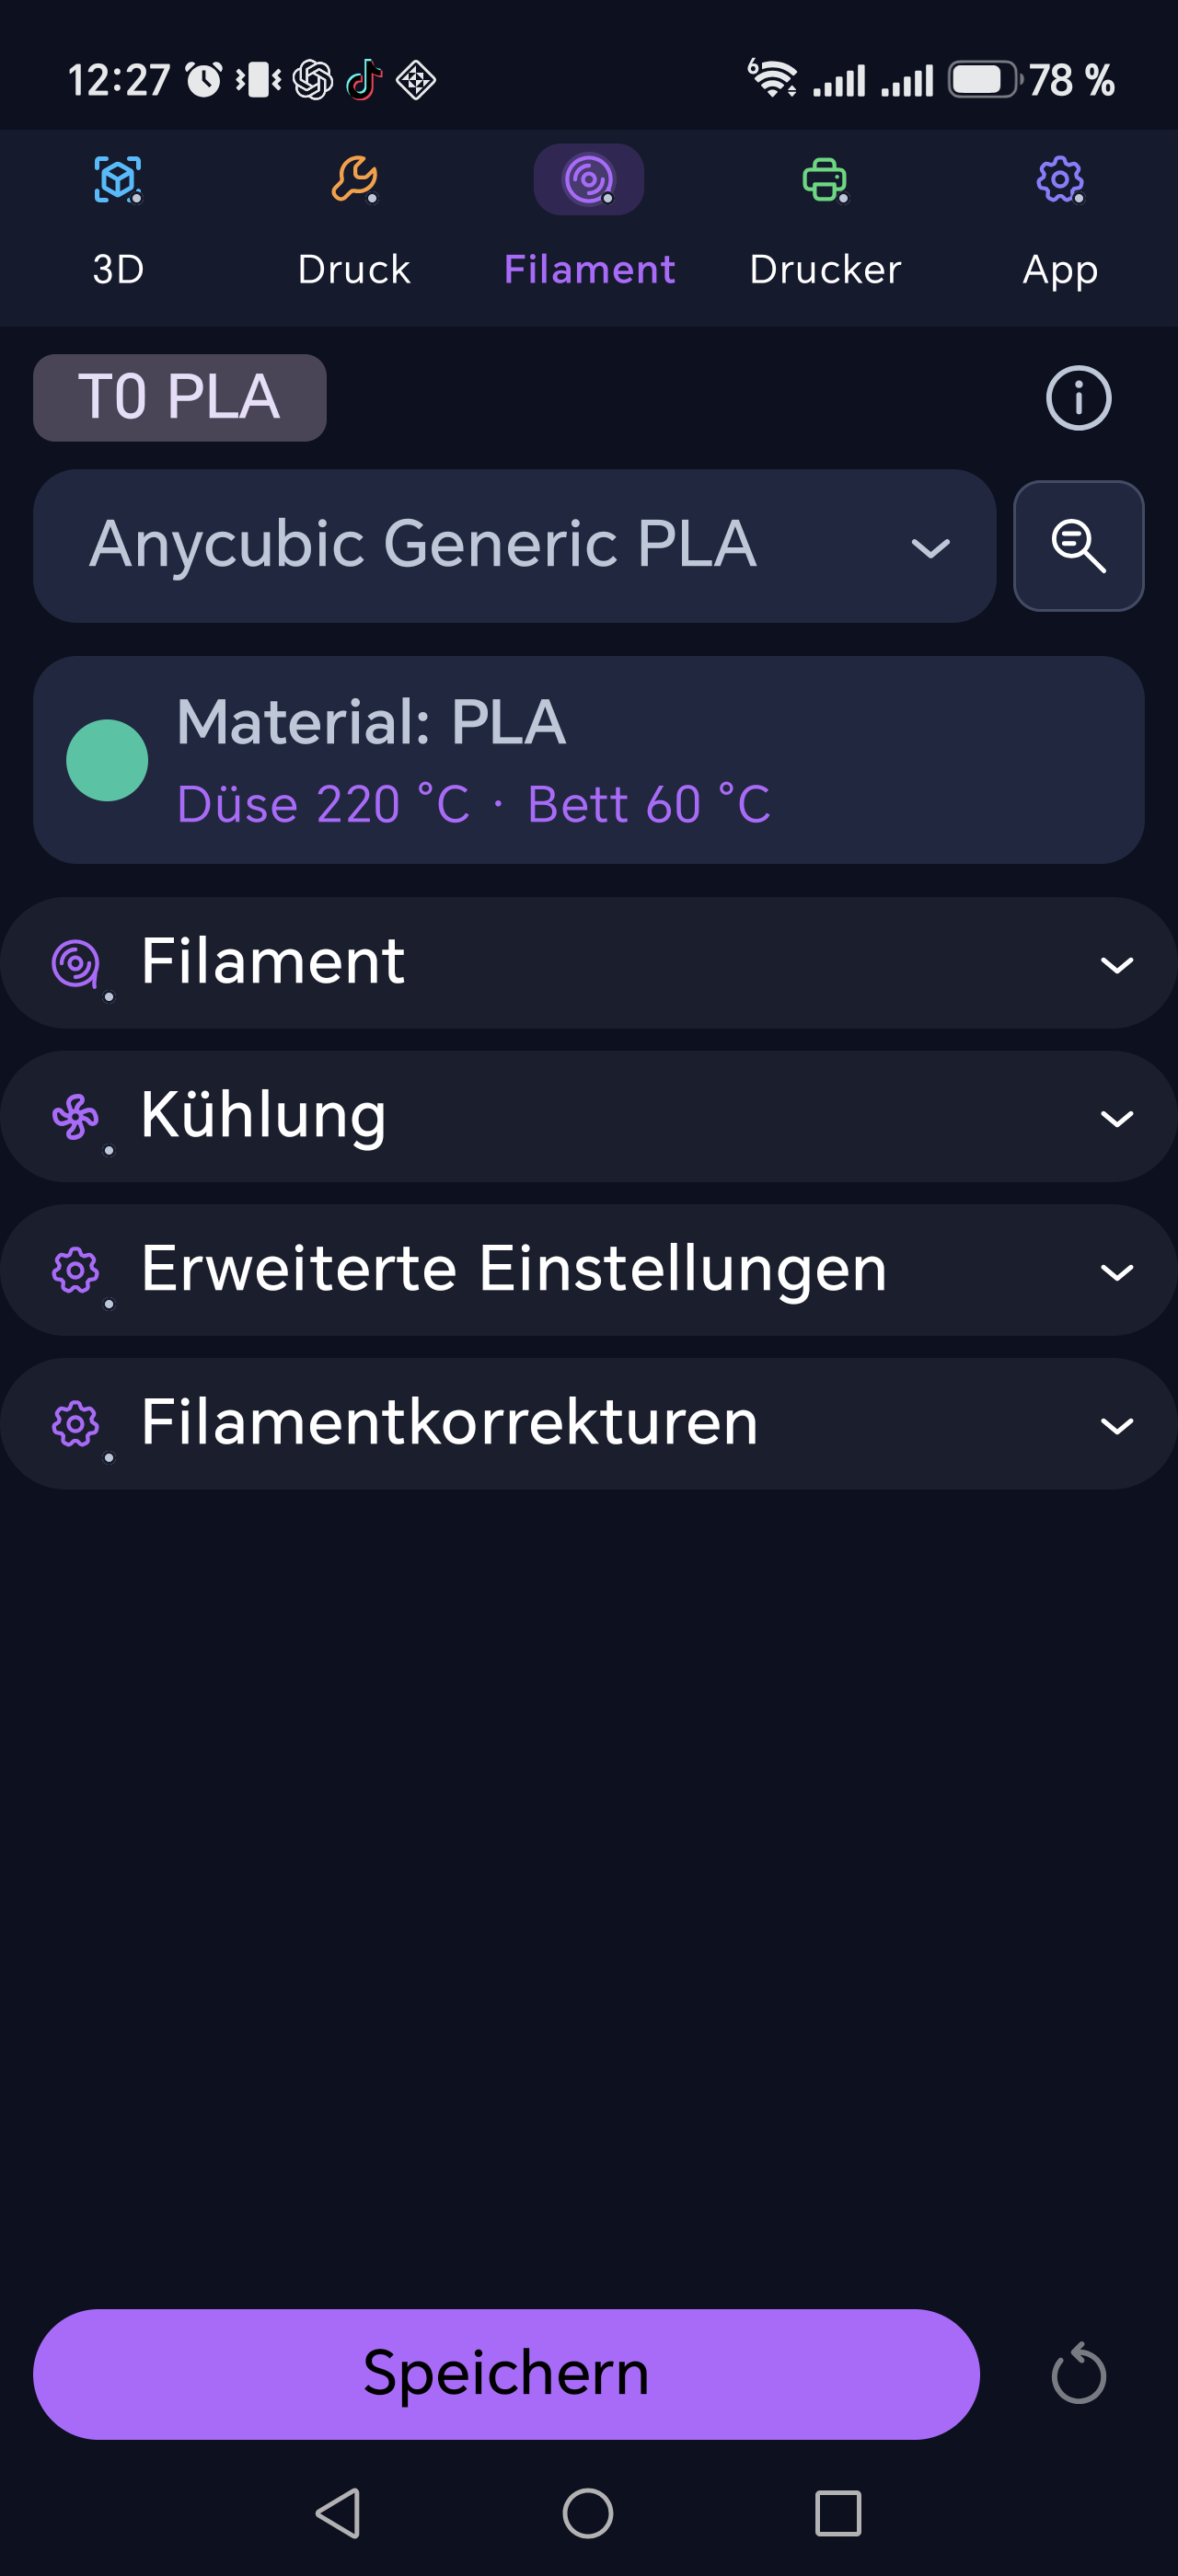 12:27
6
78 %
3D
Druck
Filament
Drucker
App
T0 PLA
Anycubic Generic PLA
Material: PLA
Düse 220 °C · Bett 60 °C
Filament
Kühlung
Erweiterte Einstellungen
Filamentkorrekturen
Speichern